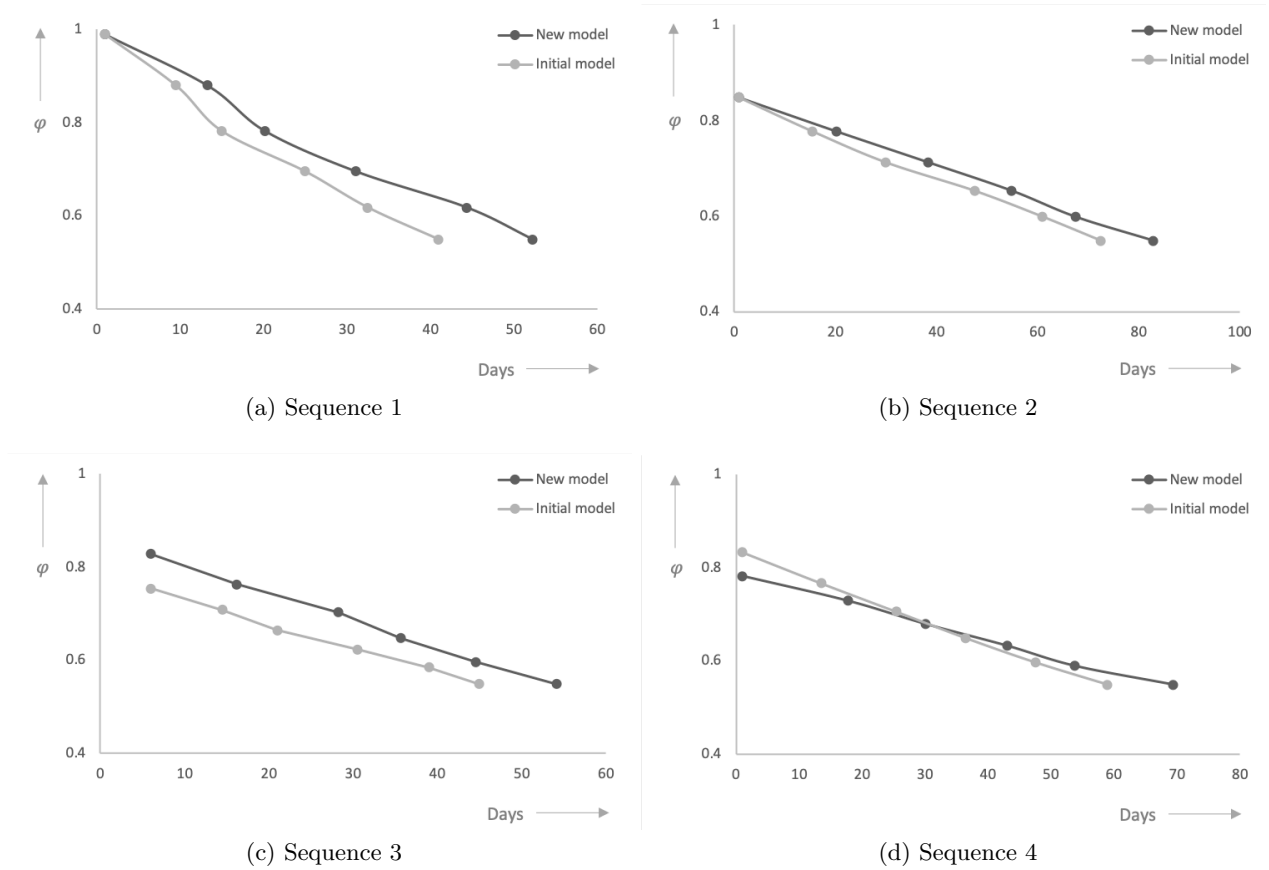 1
New model
Initial model
φ
0.8
0.6
0.4
0 10 20 30 40 50 60
Days
(a) Sequence 1
1
New model
Initial model
φ
0.8
0.6
0.4
0 20 40 60 80 100
Days
(b) Sequence 2
1
New model
Initial model
φ
0.8
0.6
0.4
0 10 20 30 40 50 60
Days
(c) Sequence 3
1
New model
Initial model
φ
0.8
0.6
0.4
0 10 20 30 40 50 60 70 80
Days
(d) Sequence 4